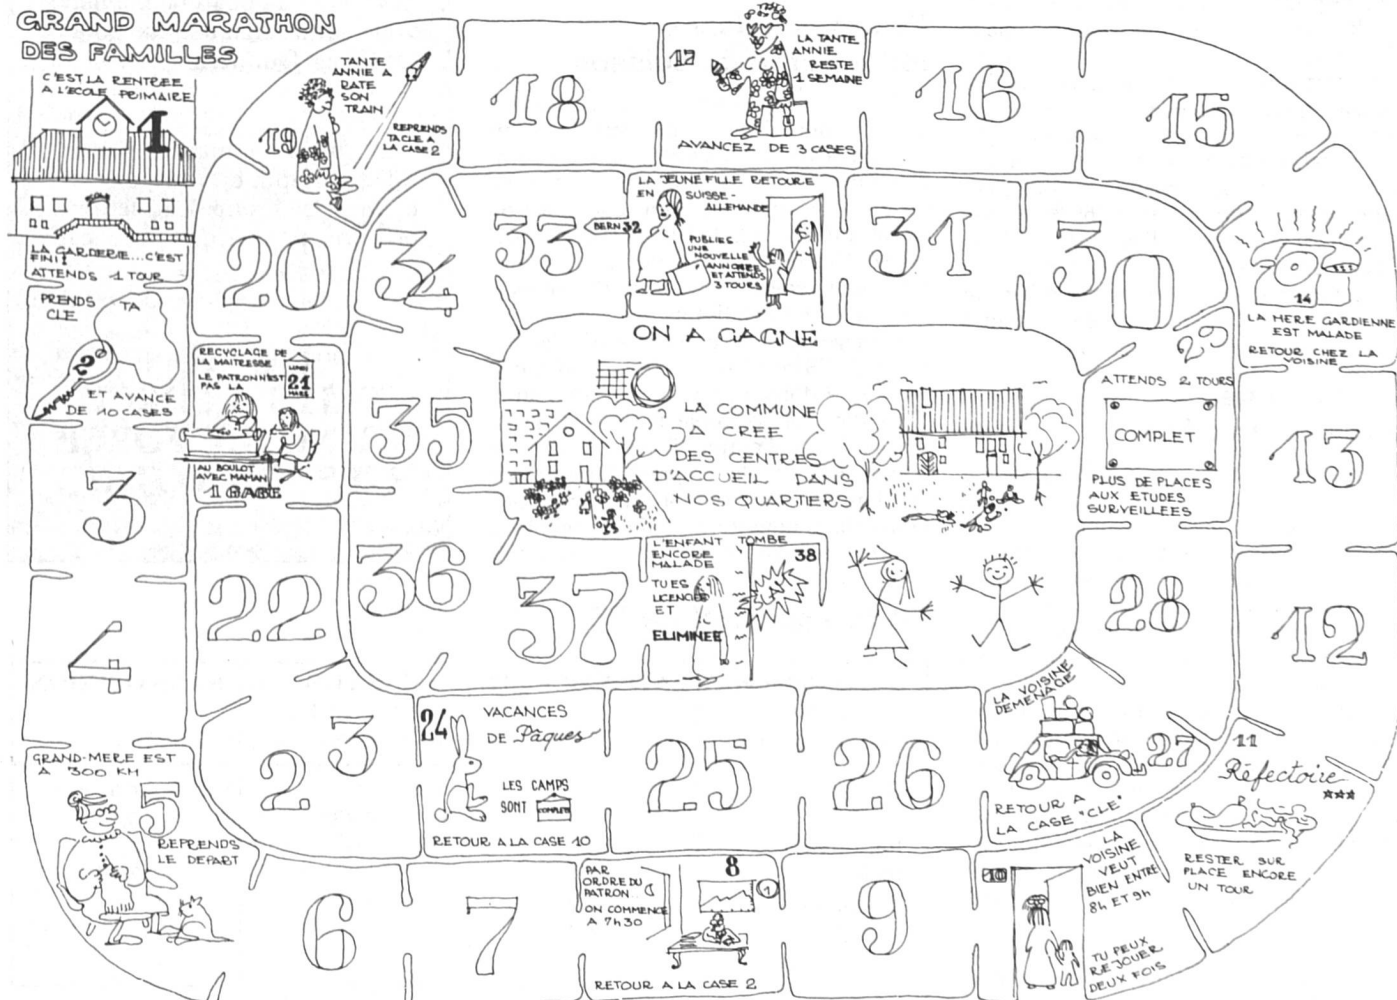 GRAND MARATHON
DES FAMILLES
C'EST LA RENTREE
A L'ECOLE PRIMAIRE
1
LA GARDERIE...C'EST
FINI!
ATTENDS 1 TOUR
PRENDS TA
CLE
2
ET AVANCE
DE 10 CASES
3
4
GRAND-MERE EST
A 300 KM
5
REPRENDS
LE DEPART
6
7
PAR
ORDRE DU
PATRON...
ON COMMENCE
A 7h30
8
1
RETOUR A LA CASE 2
9
10
LA
VOISINE
VEUT
BIEN ENTRE
8h ET 9h
TU PEUX
REJOUER
DEUX FOIS
11
Réfectoire
***
RESTER SUR
PLACE ENCORE
UN TOUR
12
13
14
LA MERE GARDIENNE
EST MALADE
RETOUR CHEZ LA
VOISINE
15
16
17
LA TANTE
ANNIE
RESTE
1 SEMAINE
AVANCEZ DE 3 CASES
18
19
TANTE
ANNIE A
RATE
SON
TRAIN
REPRENDS
TA CLE A
LA CASE 2
20
RECYCLAGE DE
LA MAITRESSE
LE PATRON N'EST
PAS LA
LUNDI
21
MARS
AU BOULOT
AVEC MAMAN
1 GAGE
22
23
24
VACANCES
DE Pâques
LES CAMPS
SONT COMPLETS
RETOUR A LA CASE 10
25
26
LA VOISINE
DEMENAGE
27
RETOUR A
LA CASE "CLE"
28
29
ATTENDS 2 TOURS
COMPLET
PLUS DE PLACES
AUX ETUDES
SURVEILLEES
30
31
LA JEUNE FILLE RETOURE
EN SUISSE-
ALLEMANDE
BERN 32
PUBLIES
UNE
NOUVELLE
ANNONCE
ET ATTENDS
3 TOURS
33
34
35
36
37
L'ENFANT TOMBE
ENCORE
MALADE
38
TU ES
LICENCIEE
ET
ELIMINEE
ON A GAGNE
LA COMMUNE
A CREE
DES CENTRES
D'ACCUEIL DANS
NOS QUARTIERS